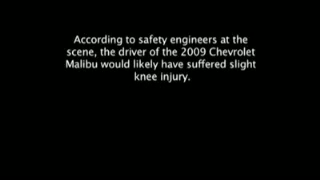 According to safety engineers at the
scene, the driver of the 2009 Chevrolet
Malibu would likely have suffered slight
knee injury.